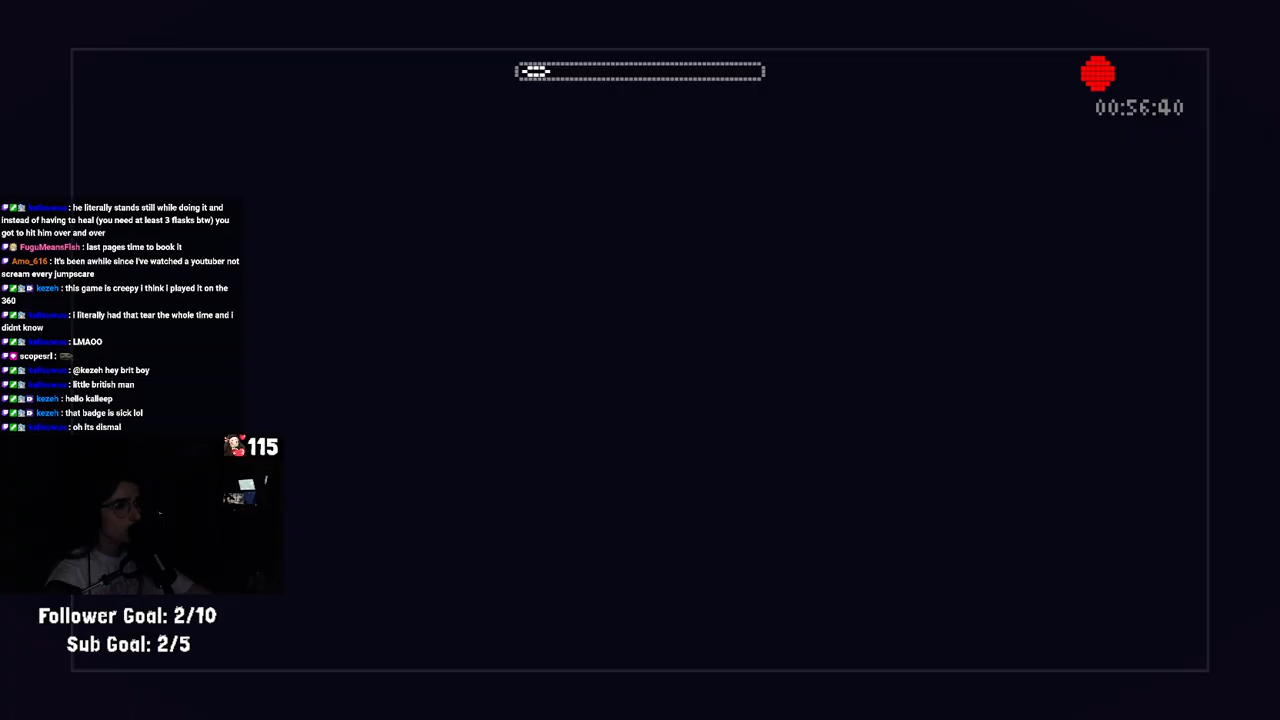 00:56:40
: he literally stands still while doing it and
instead of having to heal (you need at least 3 flasks btw) you
got to hit him over and over
FuguMeansFish : last pages time to book it
Amo_616 : It's been awhile since I've watched a youtuber not
scream every jumpscare
kezeh : this game is creepy i think i played it on the
360
: i literally had that tear the whole time and i
didnt know
: LMAOO
scopesrl :
: @kezeh hey brit boy
: little british man
kezeh : hello kalleep
kezeh : that badge is sick lol
: oh its dismal
115
Follower Goal: 2/10
Sub Goal: 2/5